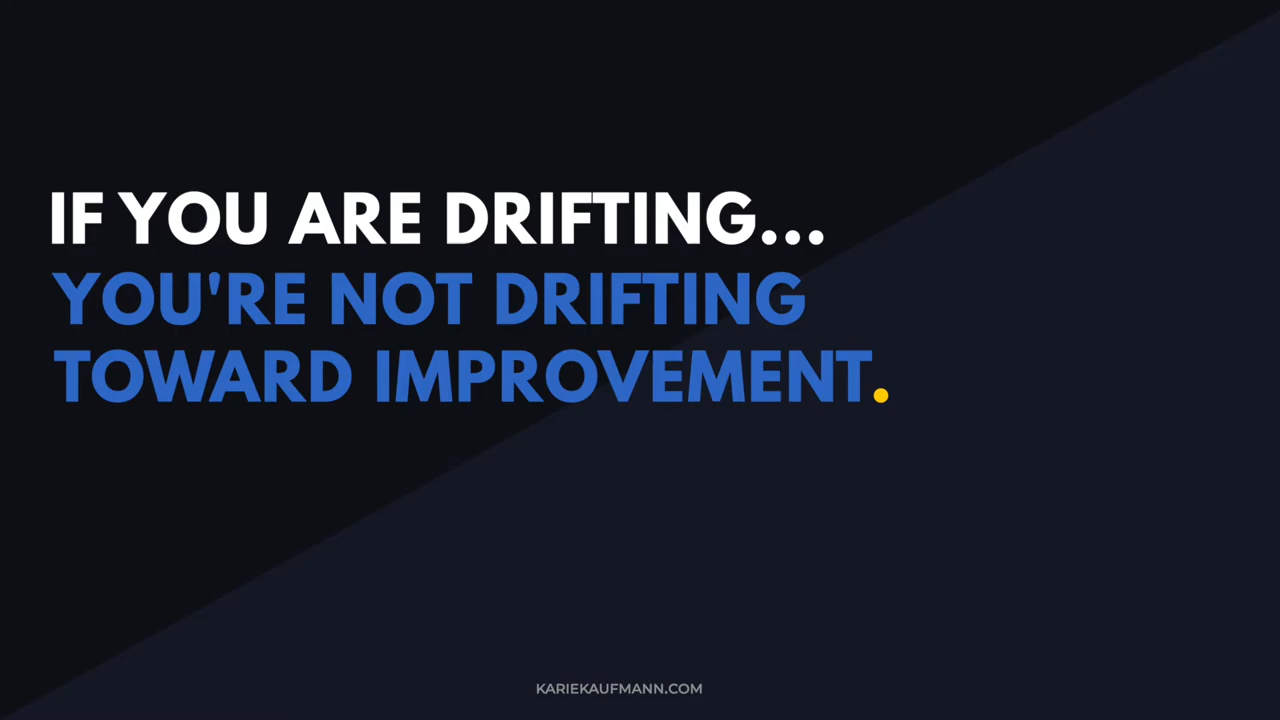 IF YOU ARE DRIFTING...
YOU'RE NOT DRIFTING
TOWARD IMPROVEMENT.
KARIEKAUFMANN.COM